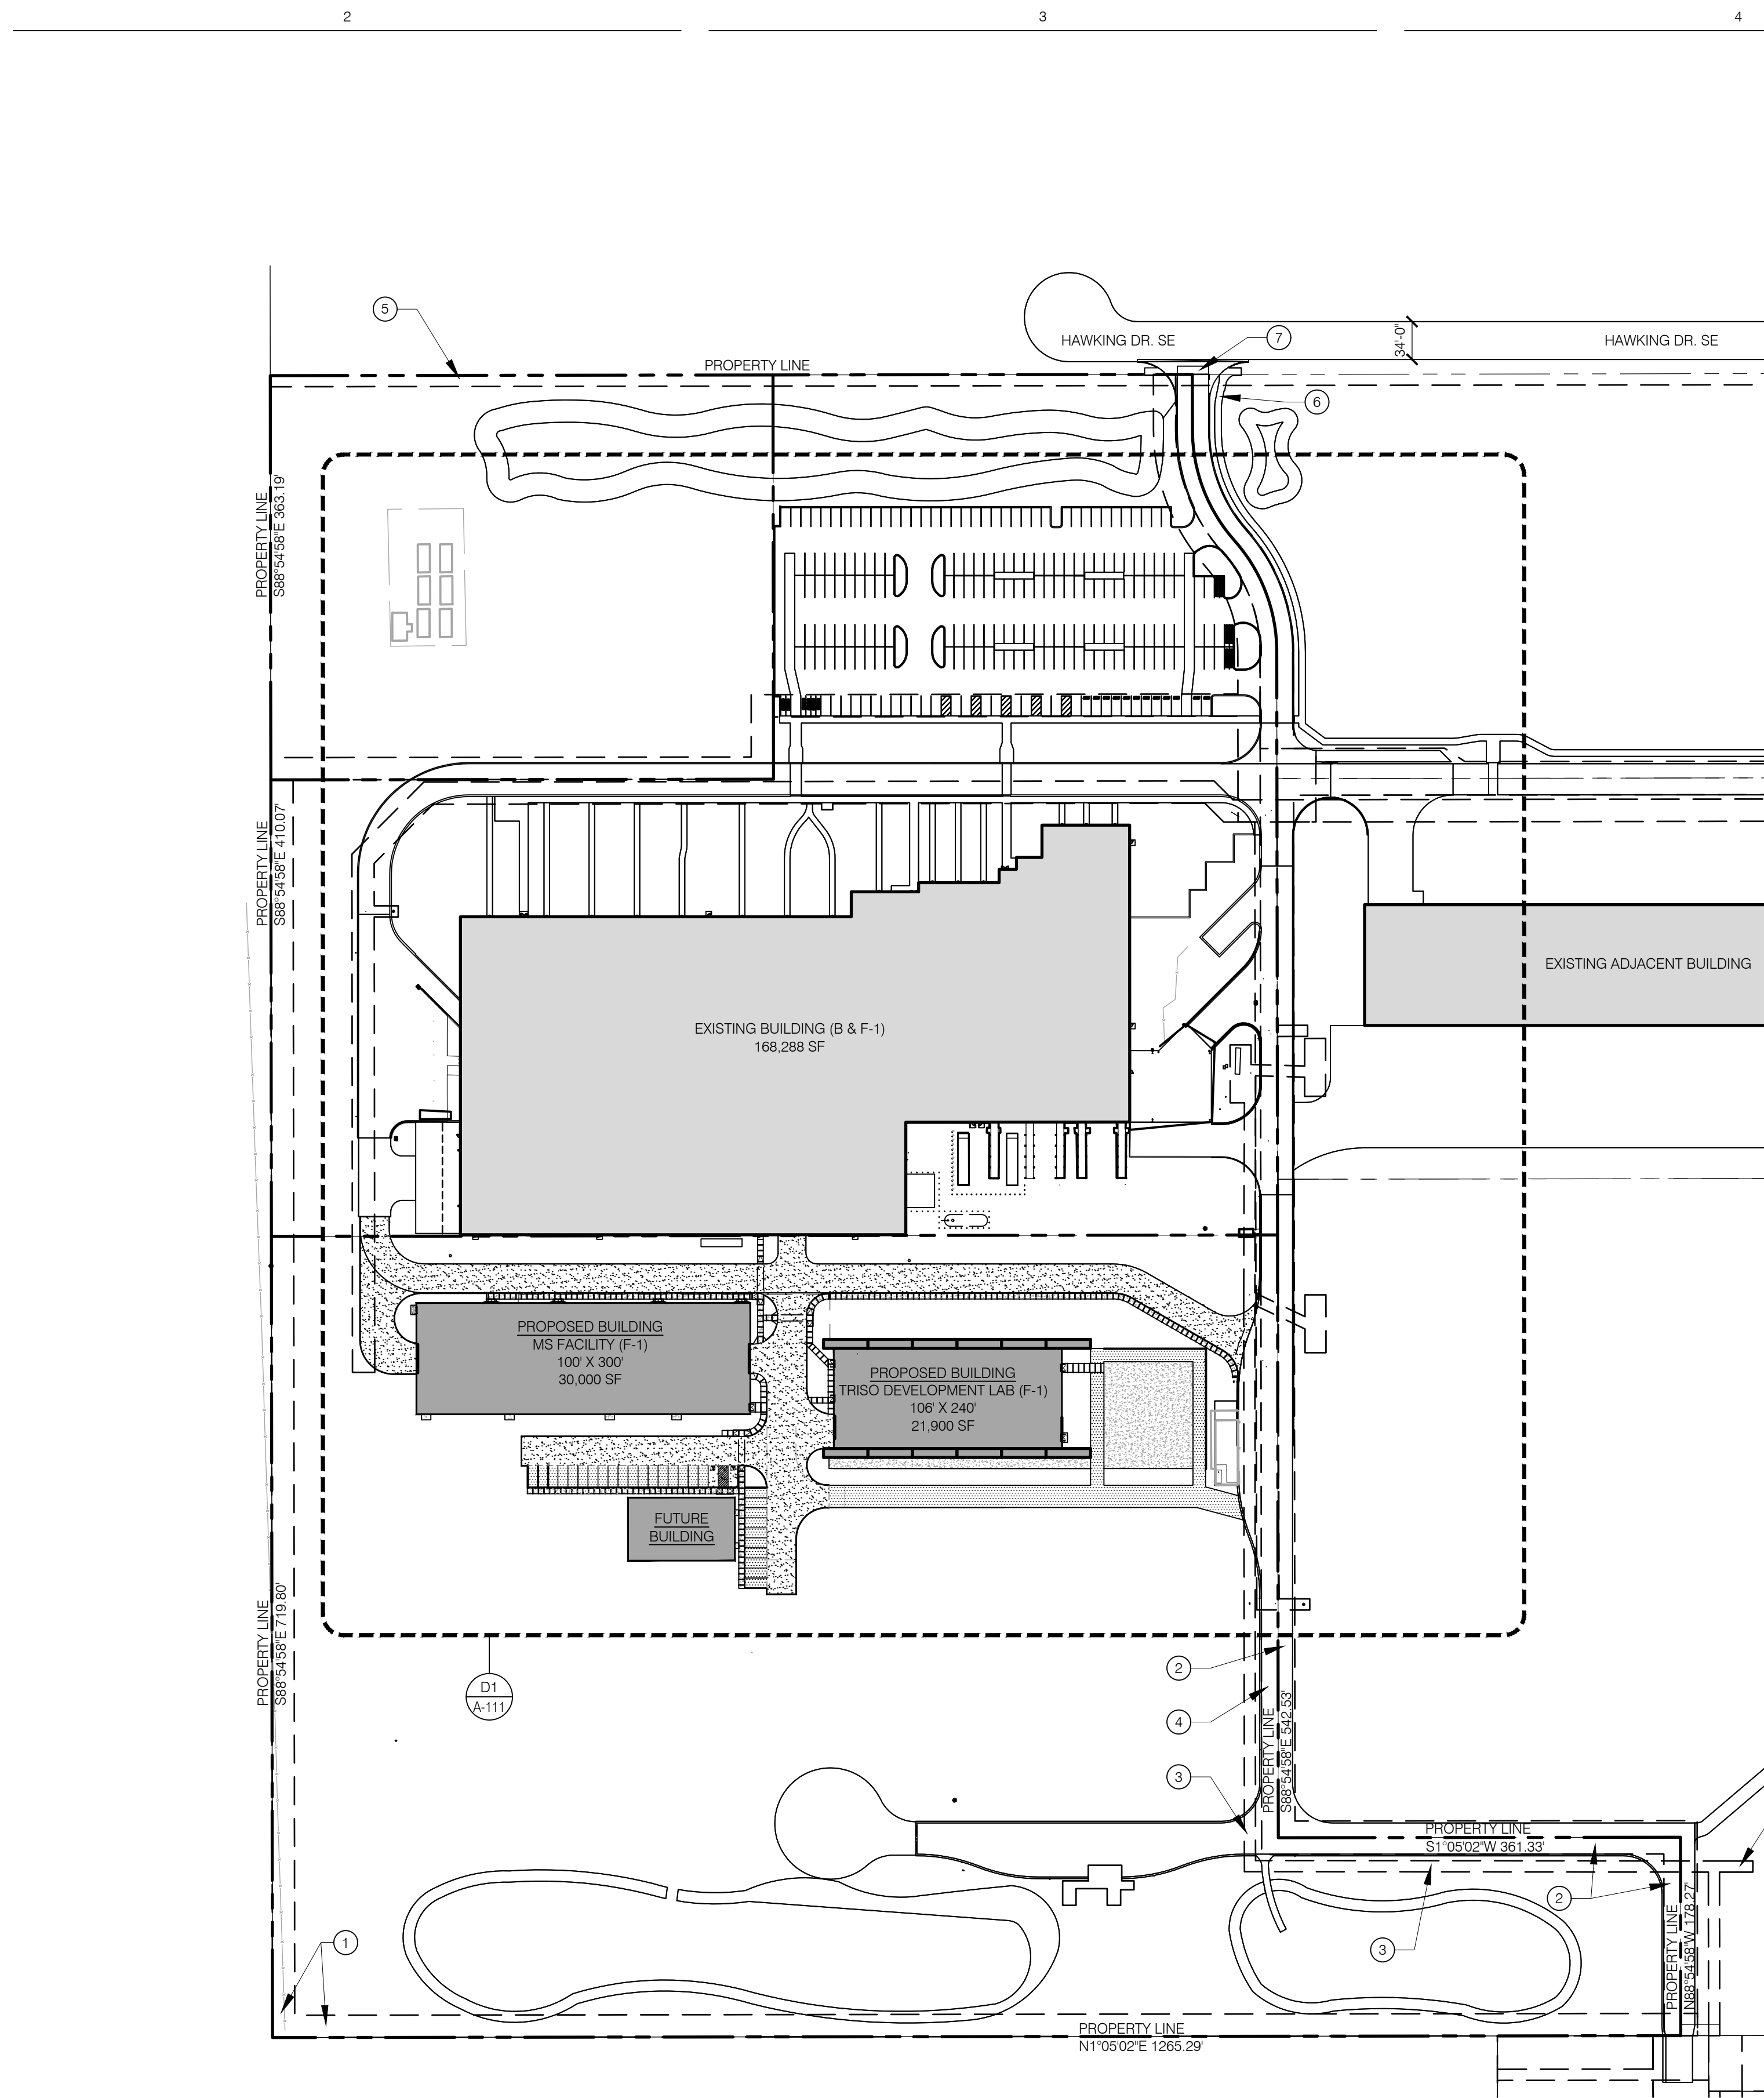 2
3
4
5
HAWKING DR. SE
7
34'-0"
HAWKING DR. SE
PROPERTY LINE
6
PROPERTY LINE
S88°54'58"E 363.19'
PROPERTY LINE
S88°54'58"E 410.07'
EXISTING ADJACENT BUILDING
EXISTING BUILDING (B & F-1)
168,288 SF
PROPOSED BUILDING
MS FACILITY (F-1)
100' X 300'
30,000 SF
PROPOSED BUILDING
TRISO DEVELOPMENT LAB (F-1)
106' X 240'
21,900 SF
FUTURE
BUILDING
PROPERTY LINE
S88°54'58"E 719.80'
D1
A-111
2
4
PROPERTY LINE
S88°54'58"E 542.53'
3
PROPERTY LINE
S1°05'02"W 361.33'
2
PROPERTY LINE
N88°54'58"W 178.27'
3
1
PROPERTY LINE
N1°05'02"E 1265.29'